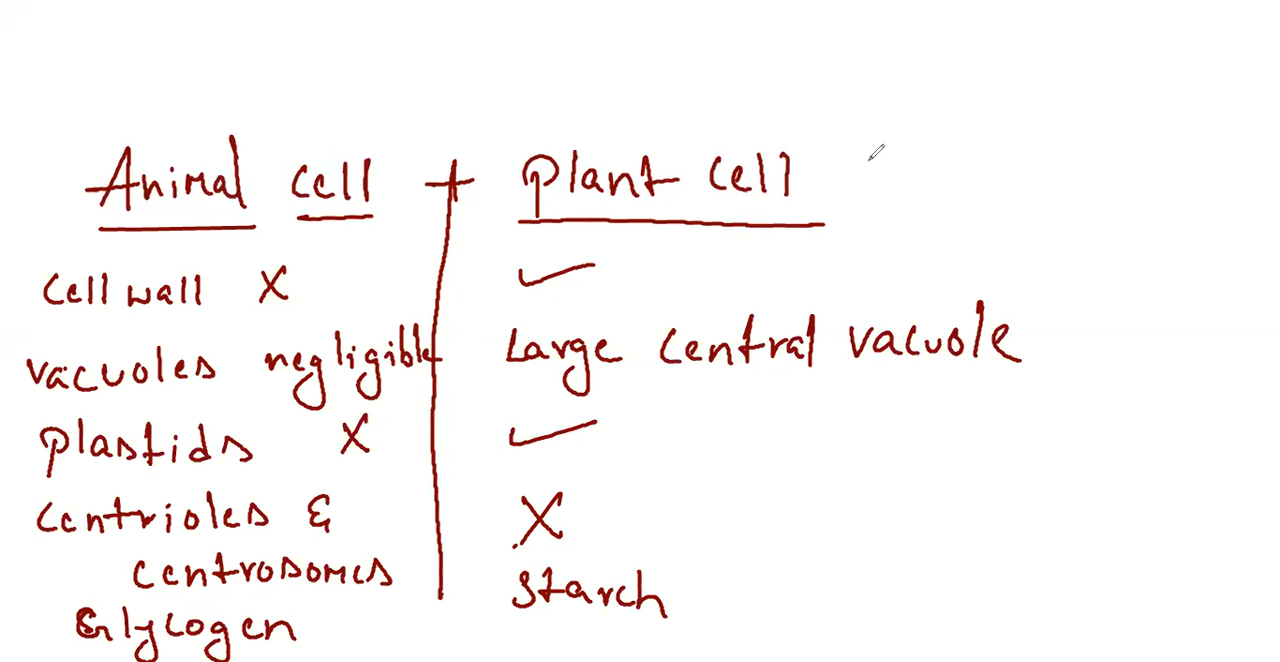 Animal cell + plant cell
cell wall X ✓
vacuoles negligible Large central vacuole
plastids X ✓
centrioles & X
centrosomes
Glycogen starch